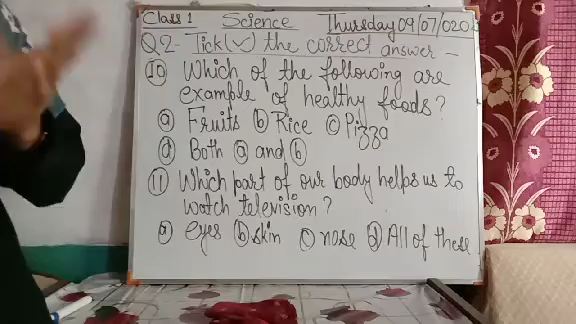 Class 1 Science Thursday 09/07/020
Q2- Tick(✓) the correct answer -
10 Which of the following are
example of healthy foods?
a Fruits b Rice c Pizza
d Both a and b
11 Which part of our body helps us to
watch television?
a eyes b skin c nose d All of these